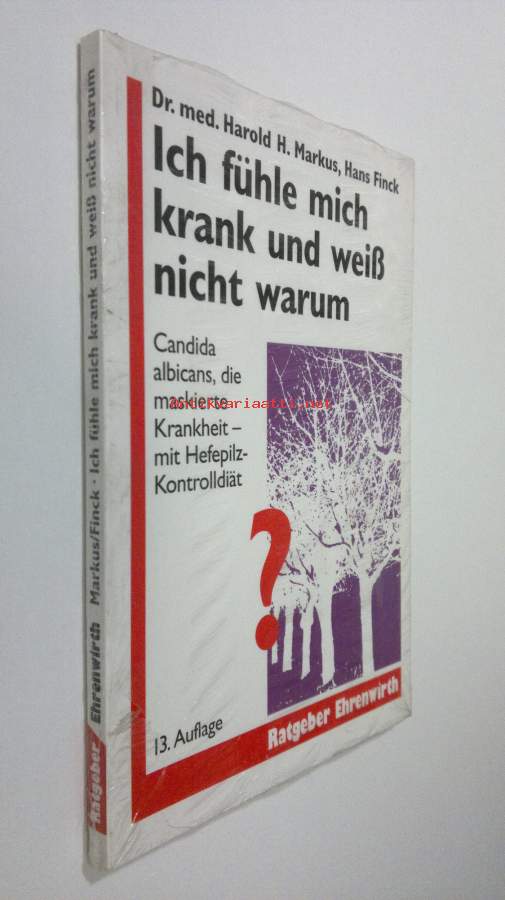 Dr. med. Harold H. Markus, Hans Finck
Ich fühle mich
krank und weiß
nicht warum
Candida
albicans, die
maskierte
Krankheit –
mit Hefepilz-
Kontrolldiät
antikvariaatti.net
?
13. Auflage
Ratgeber Ehrenwirth
Ratgeber Ehrenwirth Markus/Finck · Ich fühle mich krank und weiß nicht warum